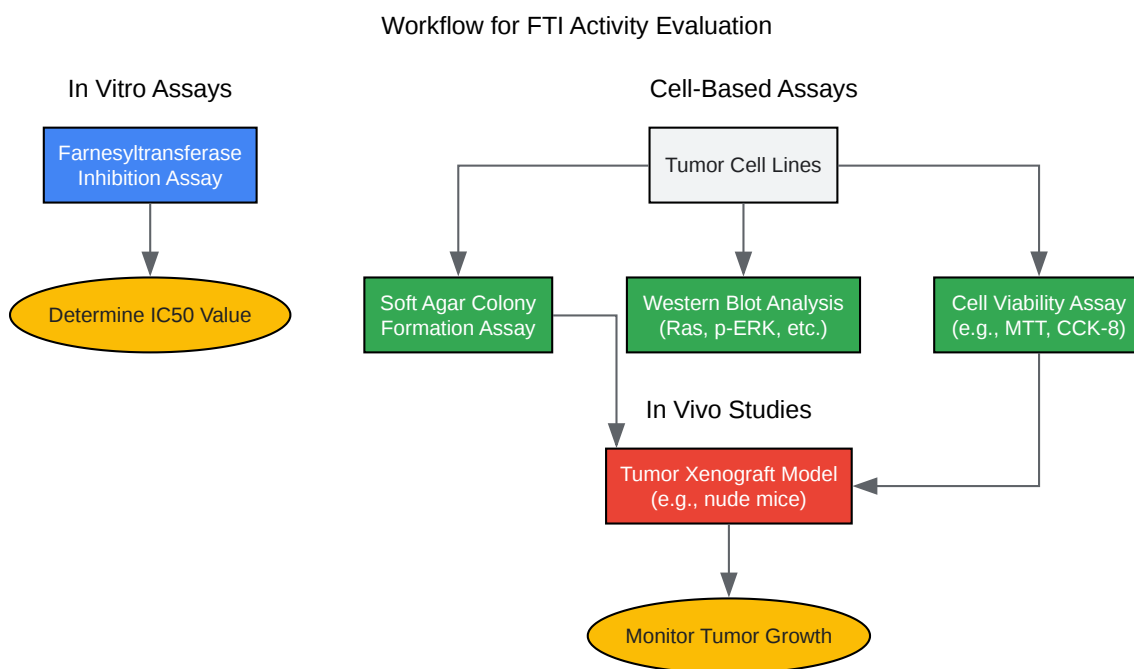 Workflow for FTI Activity Evaluation
In Vitro Assays
Farnesyltransferase
Inhibition Assay
Determine IC50 Value
Cell-Based Assays
Tumor Cell Lines
Soft Agar Colony
Formation Assay
Western Blot Analysis
(Ras, p-ERK, etc.)
Cell Viability Assay
(e.g., MTT, CCK-8)
In Vivo Studies
Tumor Xenograft Model
(e.g., nude mice)
Monitor Tumor Growth